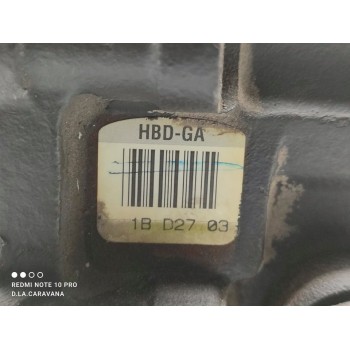 HBD-GA
1B D27 03
REDMI NOTE 10 PRO
D.LA.CARAVANA